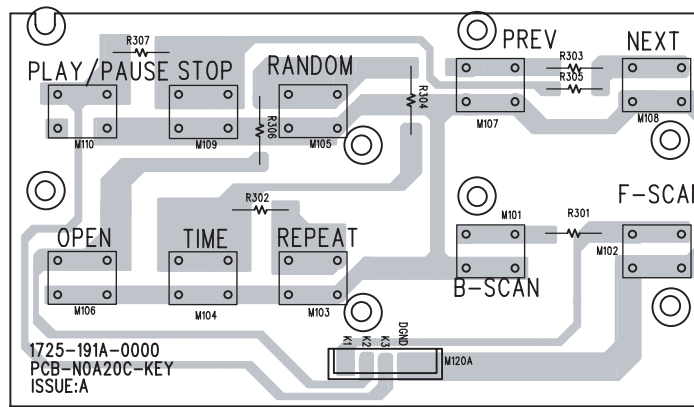 R307
PREV
R303
NEXT
PLAY/PAUSE
STOP
RANDOM
R305
R304
R306
M110
M109
M105
M107
M108
R302
M101
R301
F-SCAN
OPEN
TIME
REPEAT
M102
B-SCAN
M106
M104
M103
K1
K2
K3
DGND
M120A
1725-191A-0000
PCB-NOA20C-KEY
ISSUE:A